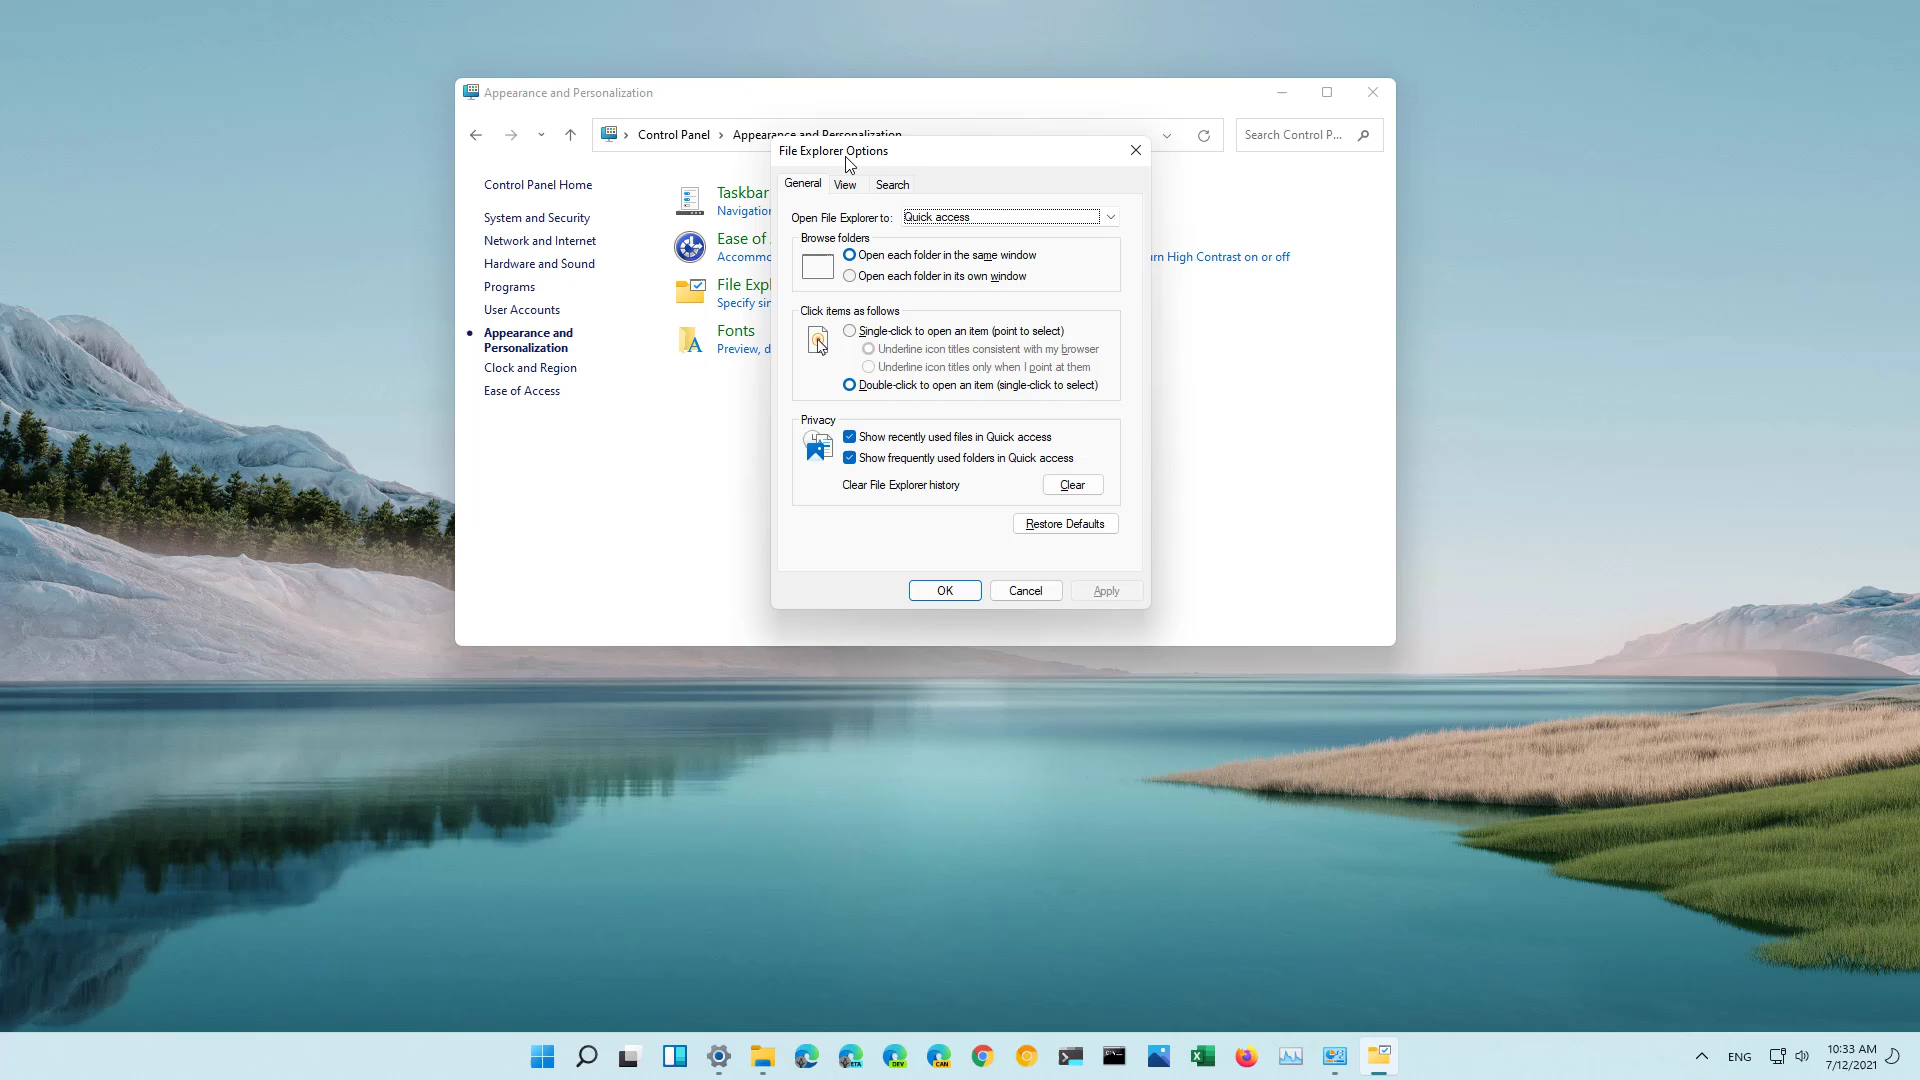 Appearance and Personalization
Control Panel
Appearance and Personalization
Search Control P...
File Explorer Options
General View Search
Control Panel Home
System and Security
Network and Internet
Hardware and Sound
Programs
User Accounts
Appearance and
Personalization
Clock and Region
Ease of Access
Taskbar
Navigation
Ease of
Accommo
File Expl
Specify sin
Fonts
Preview, d
urn High Contrast on or off
Open File Explorer to: Quick access
Browse folders
Open each folder in the same window
Open each folder in its own window
Click items as follows
Single-click to open an item (point to select)
Underline icon titles consistent with my browser
Underline icon titles only when I point at them
Double-click to open an item (single-click to select)
Privacy
Show recently used files in Quick access
Show frequently used folders in Quick access
Clear File Explorer history Clear
Restore Defaults
OK Cancel Apply
BETA DEV CAN
ENG
10:33 AM
7/12/2021